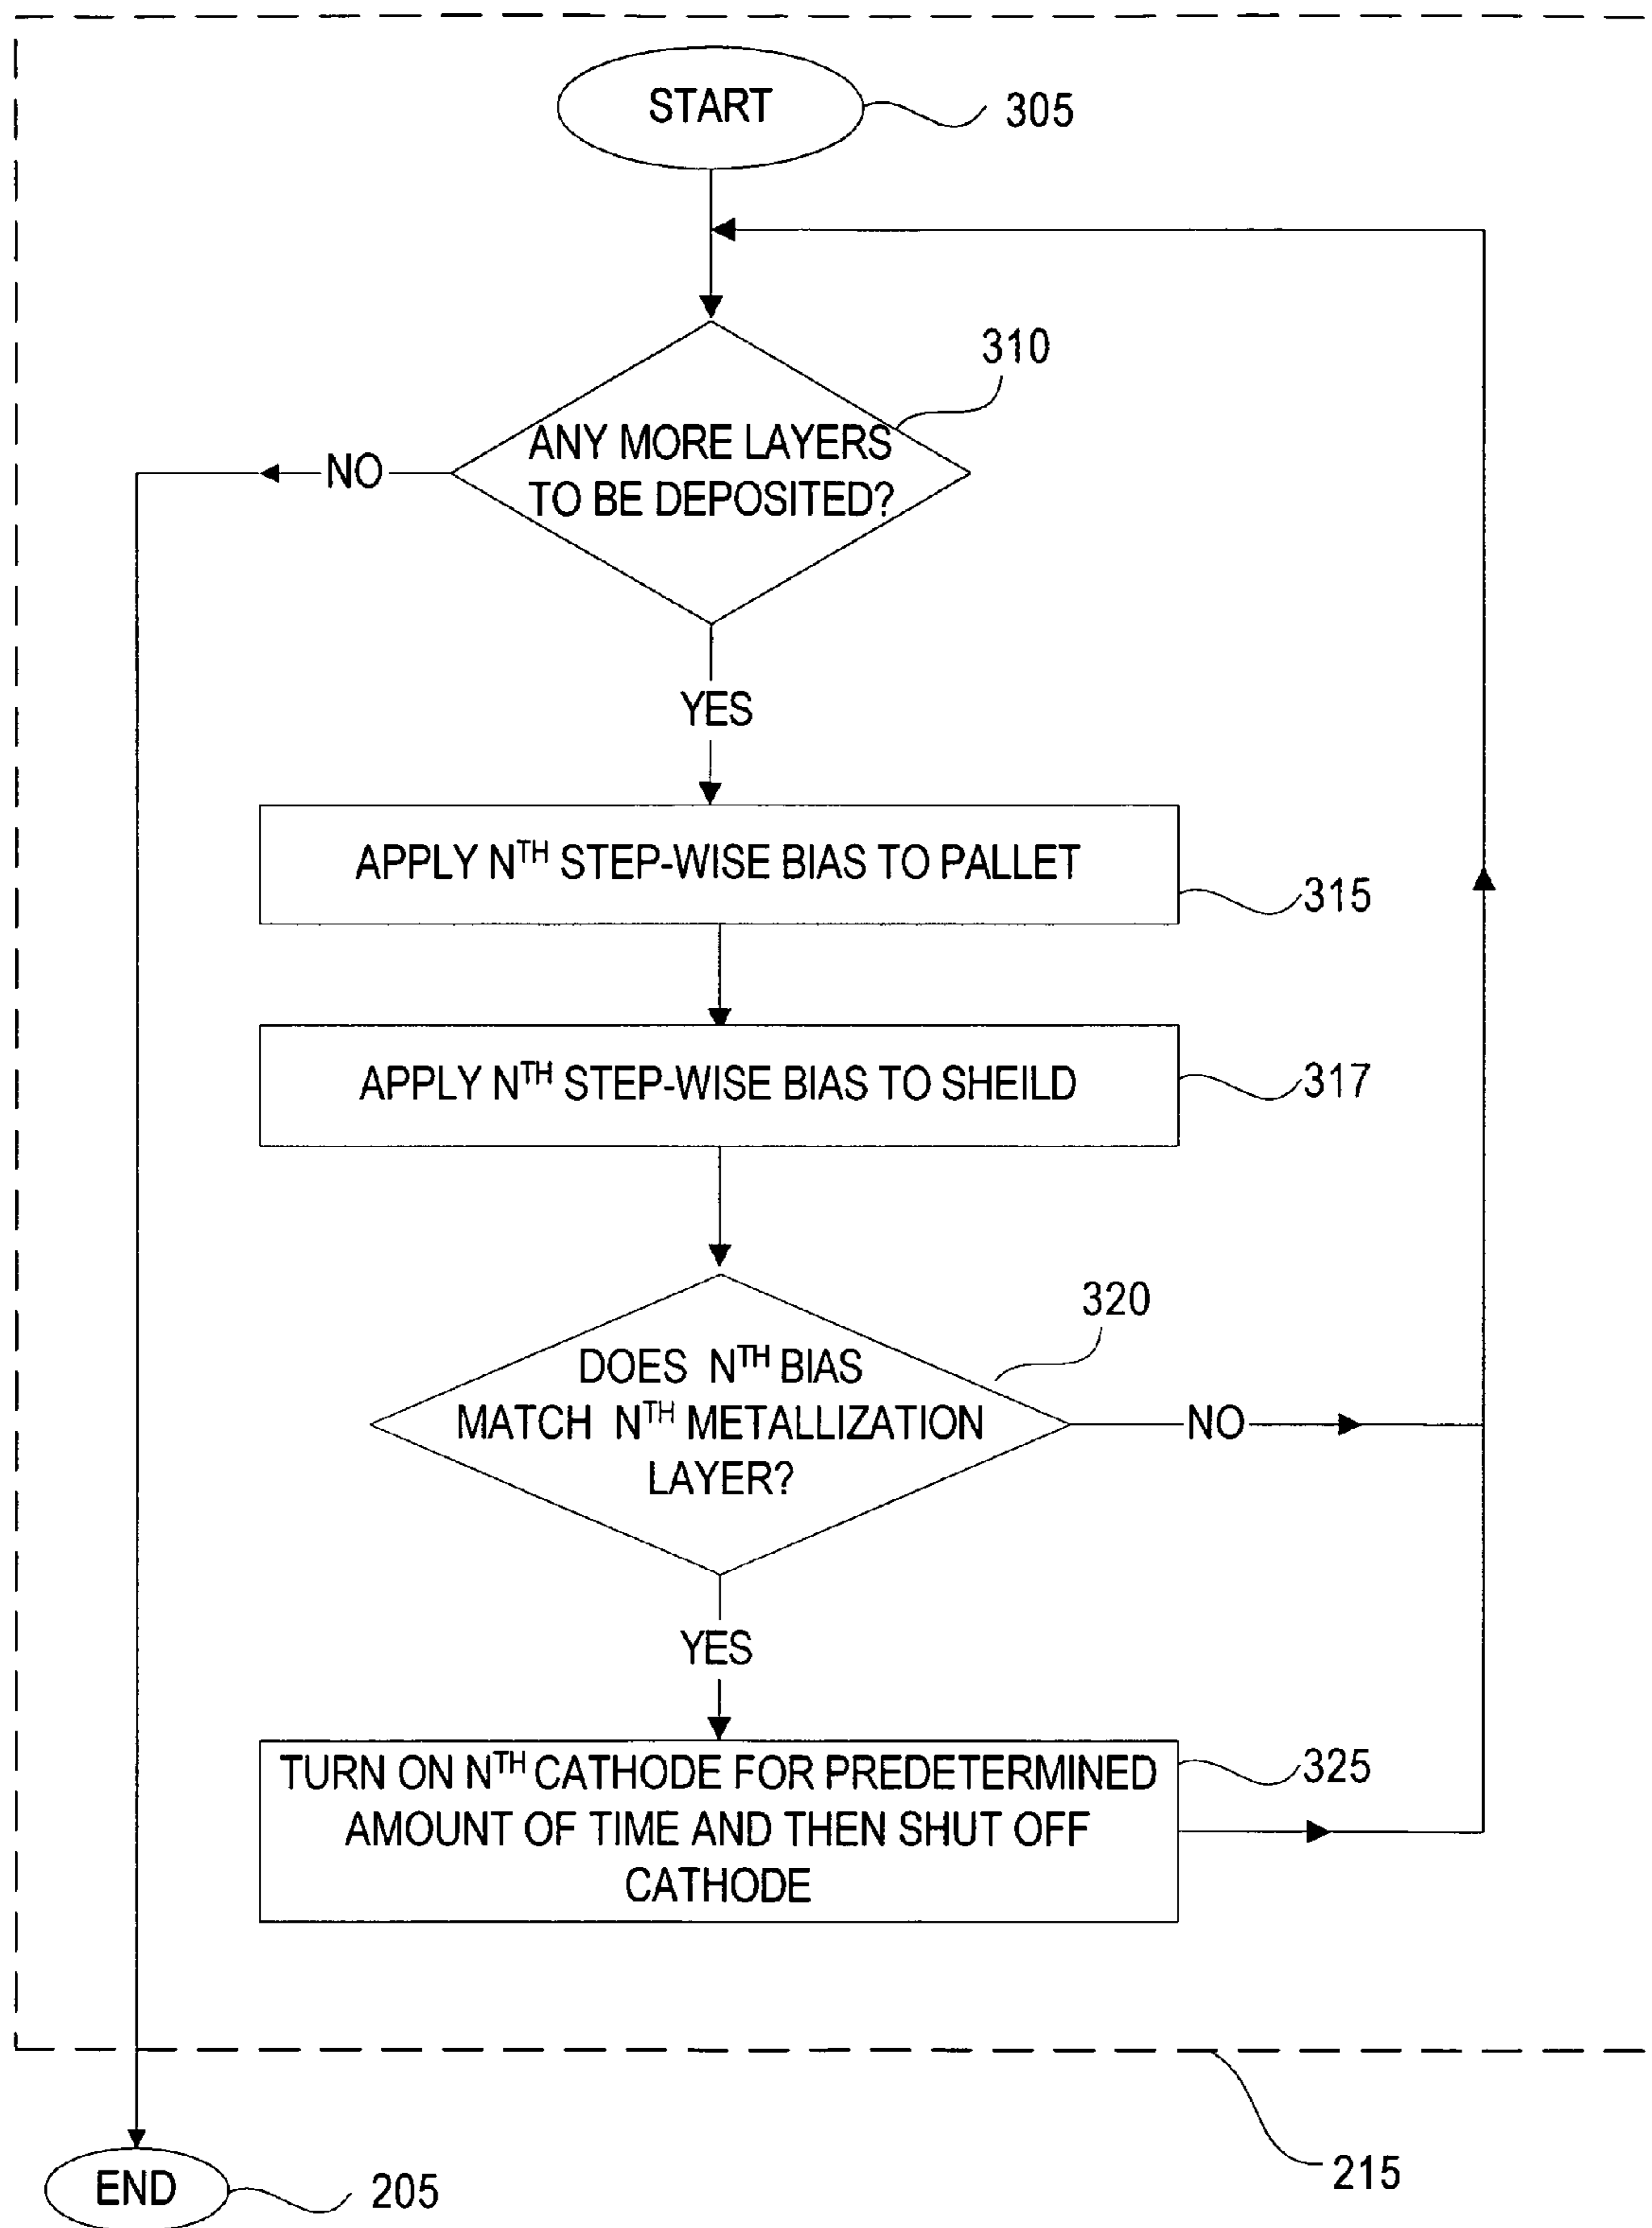 START
305
310
ANY MORE LAYERS
TO BE DEPOSITED?
NO
YES
APPLY NTH STEP-WISE BIAS TO PALLET
315
APPLY NTH STEP-WISE BIAS TO SHEILD
317
320
DOES NTH BIAS
MATCH NTH METALLIZATION
LAYER?
NO
YES
TURN ON NTH CATHODE FOR PREDETERMINED
AMOUNT OF TIME AND THEN SHUT OFF
CATHODE
325
215
END
205